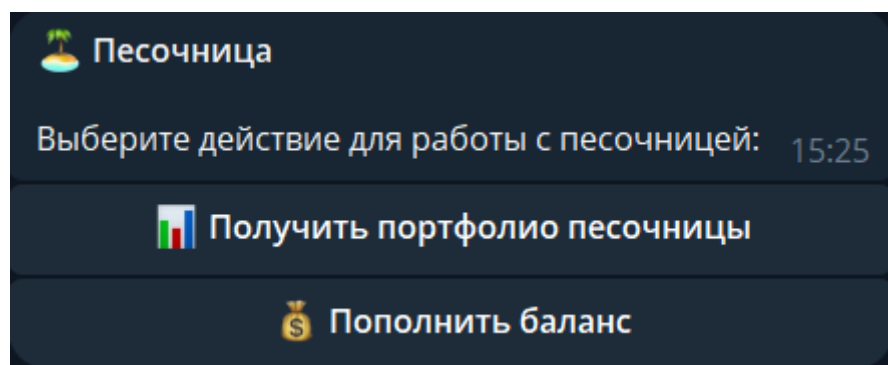 🏝 Песочница
Выберите действие для работы с песочницей: 15:25
📊 Получить портфолио песочницы
💰 Пополнить баланс